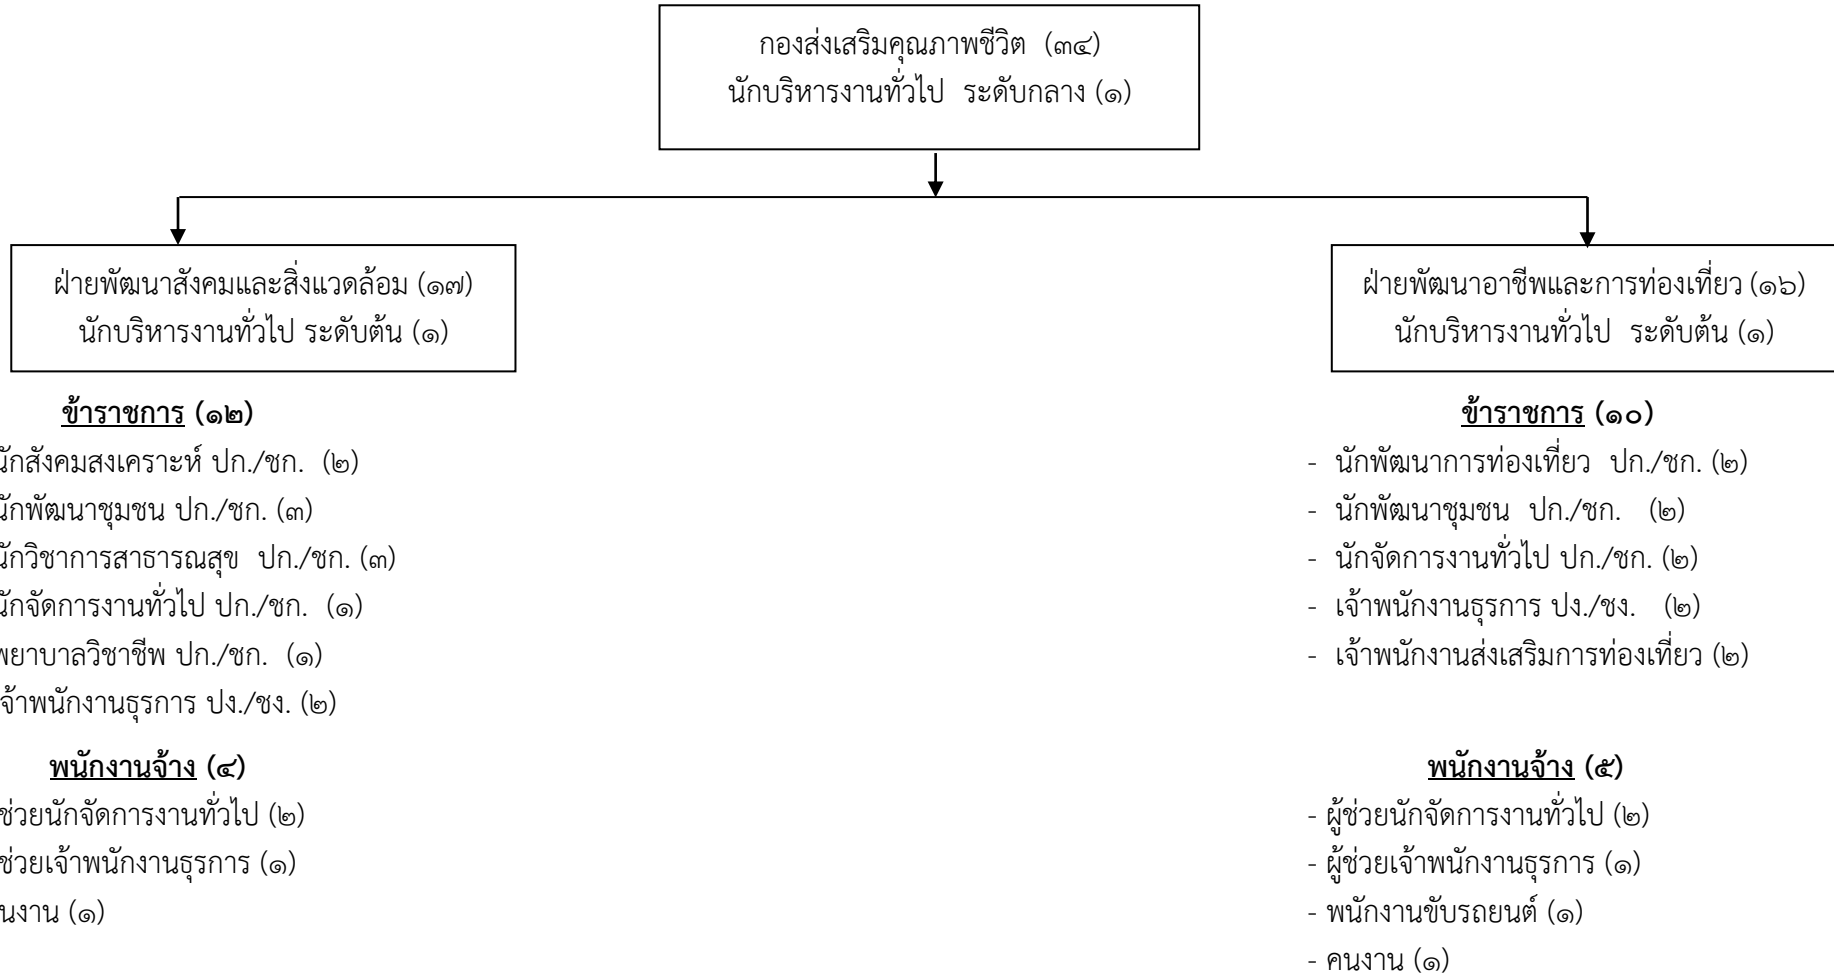 กองส่งเสริมคุณภาพชีวิต (๓๔)
นักบริหารงานทั่วไป ระดับกลาง (๑)
ฝ่ายพัฒนาสังคมและสิ่งแวดล้อม (๑๗)
นักบริหารงานทั่วไป ระดับต้น (๑)
ข้าราชการ (๑๒)
นักสังคมสงเคราะห์ ปก./ชก. (๒)
นักพัฒนาชุมชน ปก./ชก. (๓)
นักวิชาการสาธารณสุข ปก./ชก. (๓)
นักจัดการงานทั่วไป ปก./ชก. (๑)
พยาบาลวิชาชีพ ปก./ชก. (๑)
จ้าพนักงานธุรการ ปง./ชง. (๒)
พนักงานจ้าง (๔)
ช่วยนักจัดการงานทั่วไป (๒)
ช่วยเจ้าพนักงานธุรการ (๑)
นงาน (๑)
ฝ่ายพัฒนาอาชีพและการท่องเที่ยว (๑๖)
นักบริหารงานทั่วไป ระดับต้น (๑)
ข้าราชการ (๑๐)
- นักพัฒนาการท่องเที่ยว ปก./ชก. (๒)
- นักพัฒนาชุมชน ปก./ชก. (๒)
- นักจัดการงานทั่วไป ปก./ชก. (๒)
- เจ้าพนักงานธุรการ ปง./ชง. (๒)
- เจ้าพนักงานส่งเสริมการท่องเที่ยว (๒)
พนักงานจ้าง (๕)
- ผู้ช่วยนักจัดการงานทั่วไป (๒)
- ผู้ช่วยเจ้าพนักงานธุรการ (๑)
- พนักงานขับรถยนต์ (๑)
- คนงาน (๑)